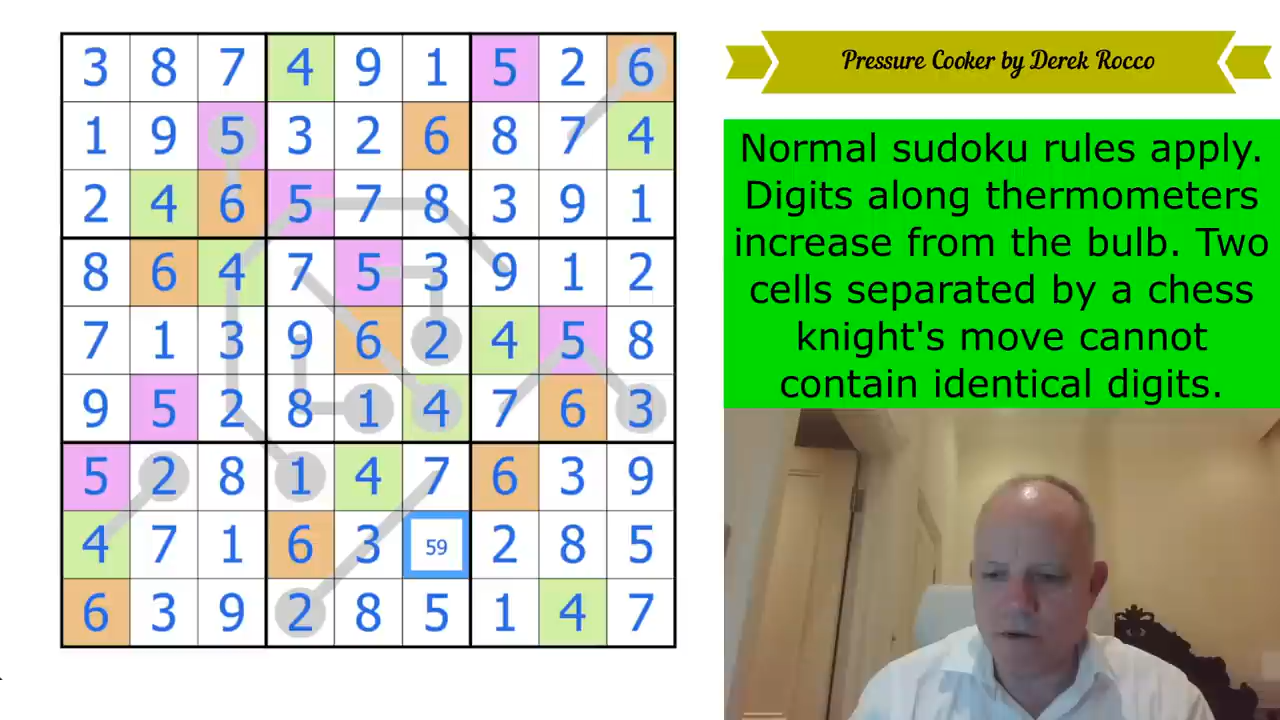 Pressure Cooker by Derek Rocco
Normal sudoku rules apply.
Digits along thermometers
increase from the bulb. Two
cells separated by a chess
knight's move cannot
contain identical digits.
3 8 7 4 9 1 5 2 6
1 9 5 3 2 6 8 7 4
2 4 6 5 7 8 3 9 1
8 6 4 7 5 3 9 1 2
7 1 3 9 6 2 4 5 8
9 5 2 8 1 4 7 6 3
5 2 8 1 4 7 6 3 9
4 7 1 6 3 59 2 8 5
6 3 9 2 8 5 1 4 7